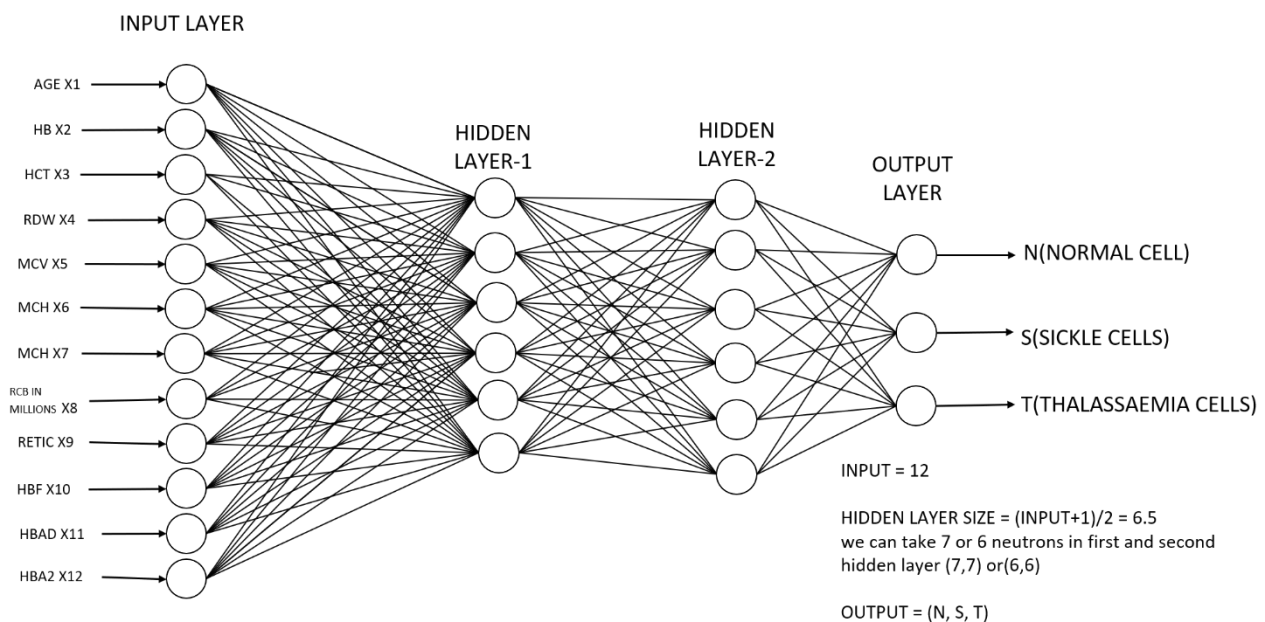 INPUT LAYER
AGE X1
HB X2
HCT X3
RDW X4
MCV X5
MCH X6
MCH X7
RCB IN
MILLIONS X8
RETIC X9
HBF X10
HBAD X11
HBA2 X12
HIDDEN
LAYER-1
HIDDEN
LAYER-2
OUTPUT
LAYER
N(NORMAL CELL)
S(SICKLE CELLS)
T(THALASSAEMIA CELLS)
INPUT = 12
HIDDEN LAYER SIZE = (INPUT+1)/2 = 6.5
we can take 7 or 6 neutrons in first and second
hidden layer (7,7) or(6,6)
OUTPUT = (N, S, T)